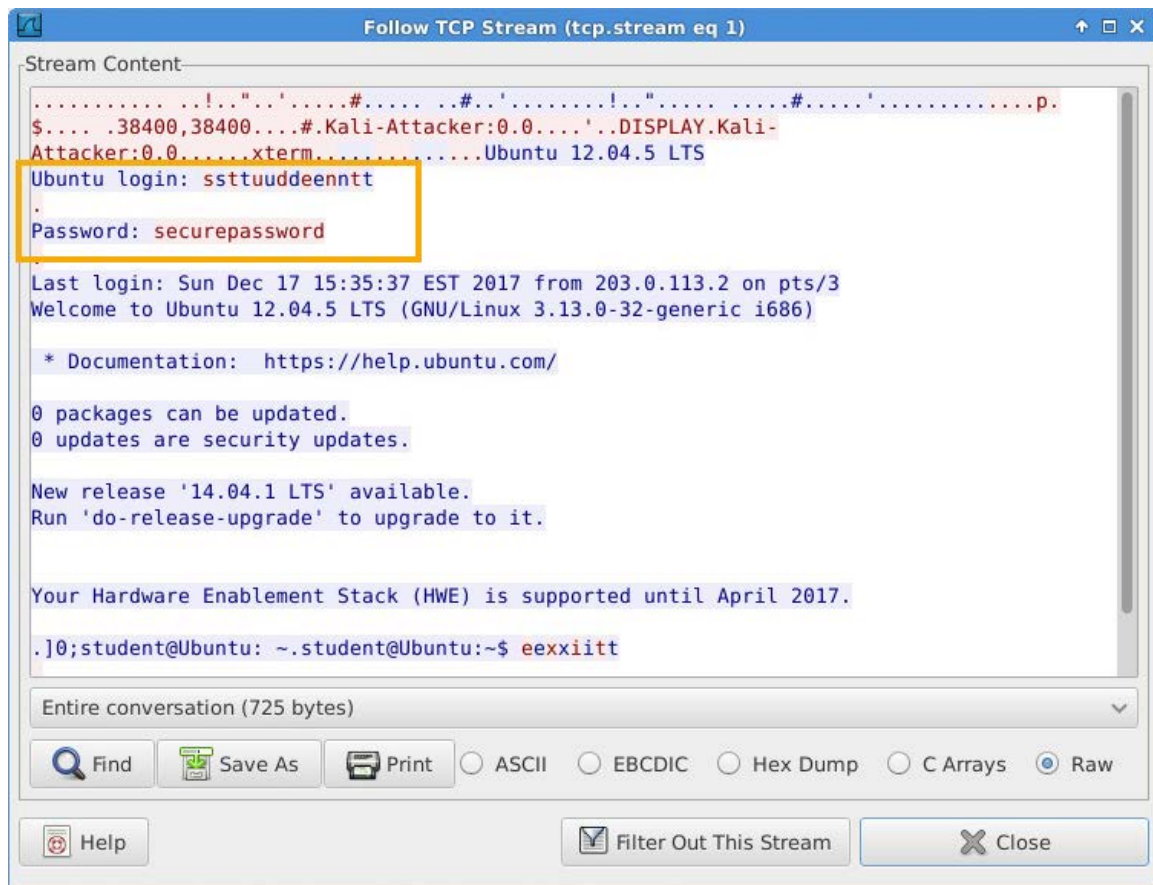 Follow TCP Stream (tcp.stream eq 1)
Stream Content
........... ..!.."..'.....#..... ..#..'........!.."..... .....#.....'.............p.
$.... .38400,38400....#.Kali-Attacker:0.0....'..DISPLAY.Kali-
Attacker:0.0......xterm..............Ubuntu 12.04.5 LTS
Ubuntu login: ssttuuddeenntt
.
Password: securepassword
.
Last login: Sun Dec 17 15:35:37 EST 2017 from 203.0.113.2 on pts/3
Welcome to Ubuntu 12.04.5 LTS (GNU/Linux 3.13.0-32-generic i686)
* Documentation:  https://help.ubuntu.com/
0 packages can be updated.
0 updates are security updates.
New release '14.04.1 LTS' available.
Run 'do-release-upgrade' to upgrade to it.
Your Hardware Enablement Stack (HWE) is supported until April 2017.
.]0;student@Ubuntu: ~.student@Ubuntu:~$ eexxiitt
Entire conversation (725 bytes)
Find Save As Print ASCII EBCDIC Hex Dump C Arrays Raw
Help Filter Out This Stream Close